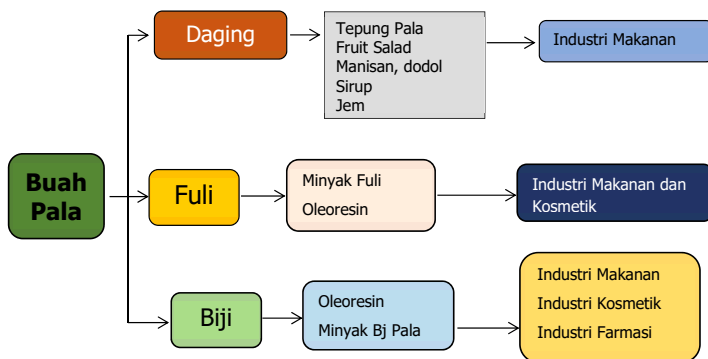 Buah
Pala
Daging
Tepung Pala
Fruit Salad
Manisan, dodol
Sirup
Jem
Industri Makanan
Fuli
Minyak Fuli
Oleoresin
Industri Makanan dan
Kosmetik
Biji
Oleoresin
Minyak Bj Pala
Industri Makanan
Industri Kosmetik
Industri Farmasi